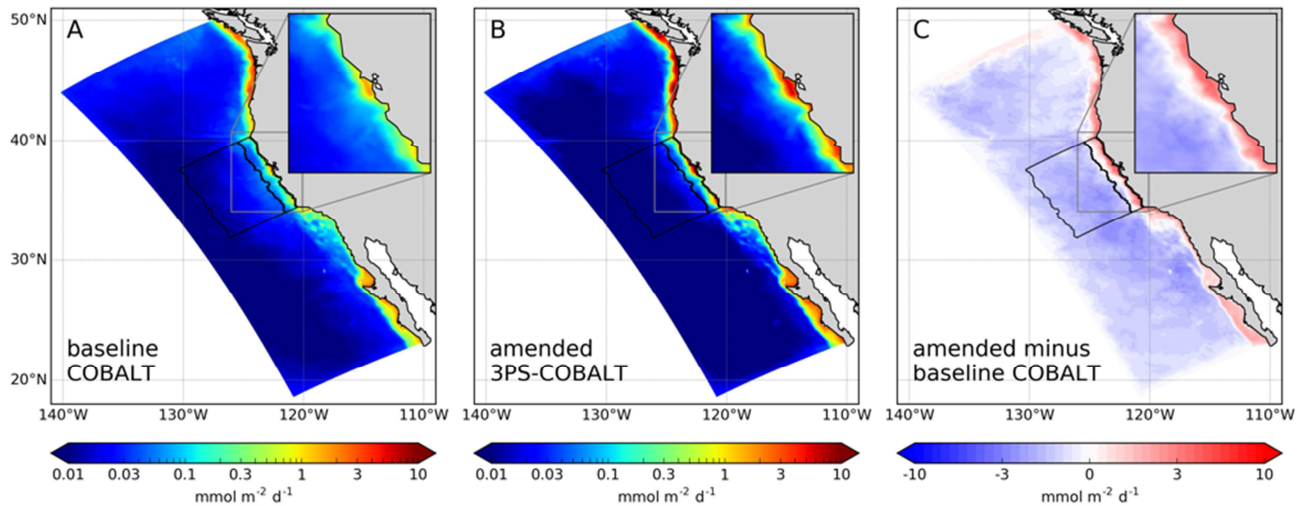 A
B
C
50°N
40°N
30°N
20°N
baseline
COBALT
amended
3PS-COBALT
amended minus
baseline COBALT
140°W 130°W 120°W 110°W
140°W 130°W 120°W 110°W
140°W 130°W 120°W 110°W
0.01 0.03 0.1 0.3 1 3 10
mmol m⁻² d⁻¹
0.01 0.03 0.1 0.3 1 3 10
mmol m⁻² d⁻¹
-10 -3 0 3 10
mmol m⁻² d⁻¹